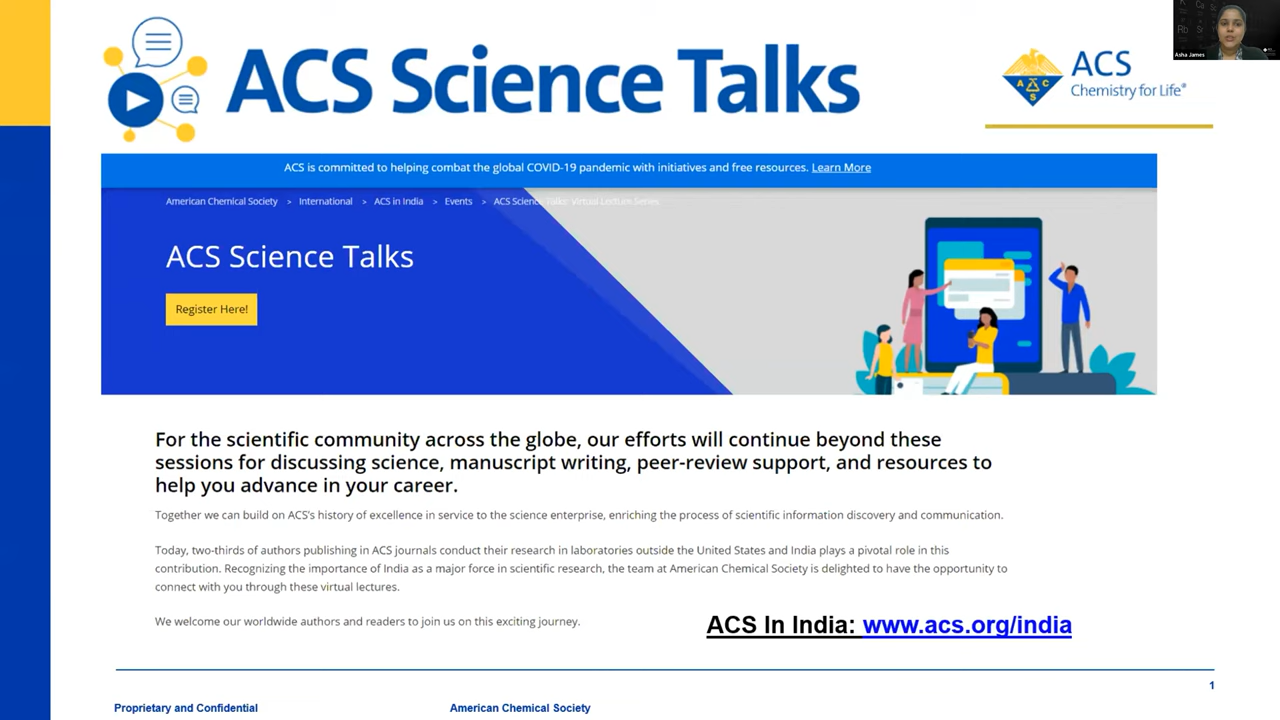 ACS Science Talks
ACS
Chemistry for Life®
A C S
Asha James
ACS is committed to helping combat the global COVID-19 pandemic with initiatives and free resources. Learn More
American Chemical Society > International > ACS in India > Events > ACS Science Talks: Virtual Lecture Series
ACS Science Talks
Register Here!
For the scientific community across the globe, our efforts will continue beyond these
sessions for discussing science, manuscript writing, peer-review support, and resources to
help you advance in your career.
Together we can build on ACS's history of excellence in service to the science enterprise, enriching the process of scientific information discovery and communication.
Today, two-thirds of authors publishing in ACS journals conduct their research in laboratories outside the United States and India plays a pivotal role in this
contribution. Recognizing the importance of India as a major force in scientific research, the team at American Chemical Society is delighted to have the opportunity to
connect with you through these virtual lectures.
We welcome our worldwide authors and readers to join us on this exciting journey.
ACS In India: www.acs.org/india
1
Proprietary and Confidential
American Chemical Society